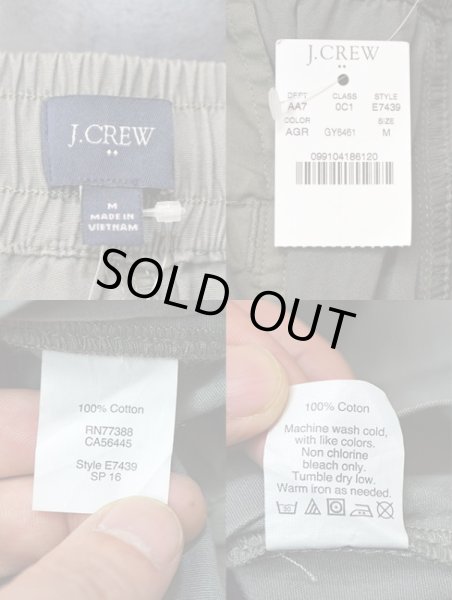 J.CREW
M
MADE IN
VIETNAM
J.CREW
DEPT CLASS STYLE
AA7 0C1 E7439
COLOR SIZE
AGR GY6461 M
099104186120
SOLD OUT
100% Cotton
RN77388
CA56445
Style E7439
SP 16
100% Coton
Machine wash cold,
with like colors.
Non chlorine
bleach only.
Tumble dry low.
Warm iron as needed.